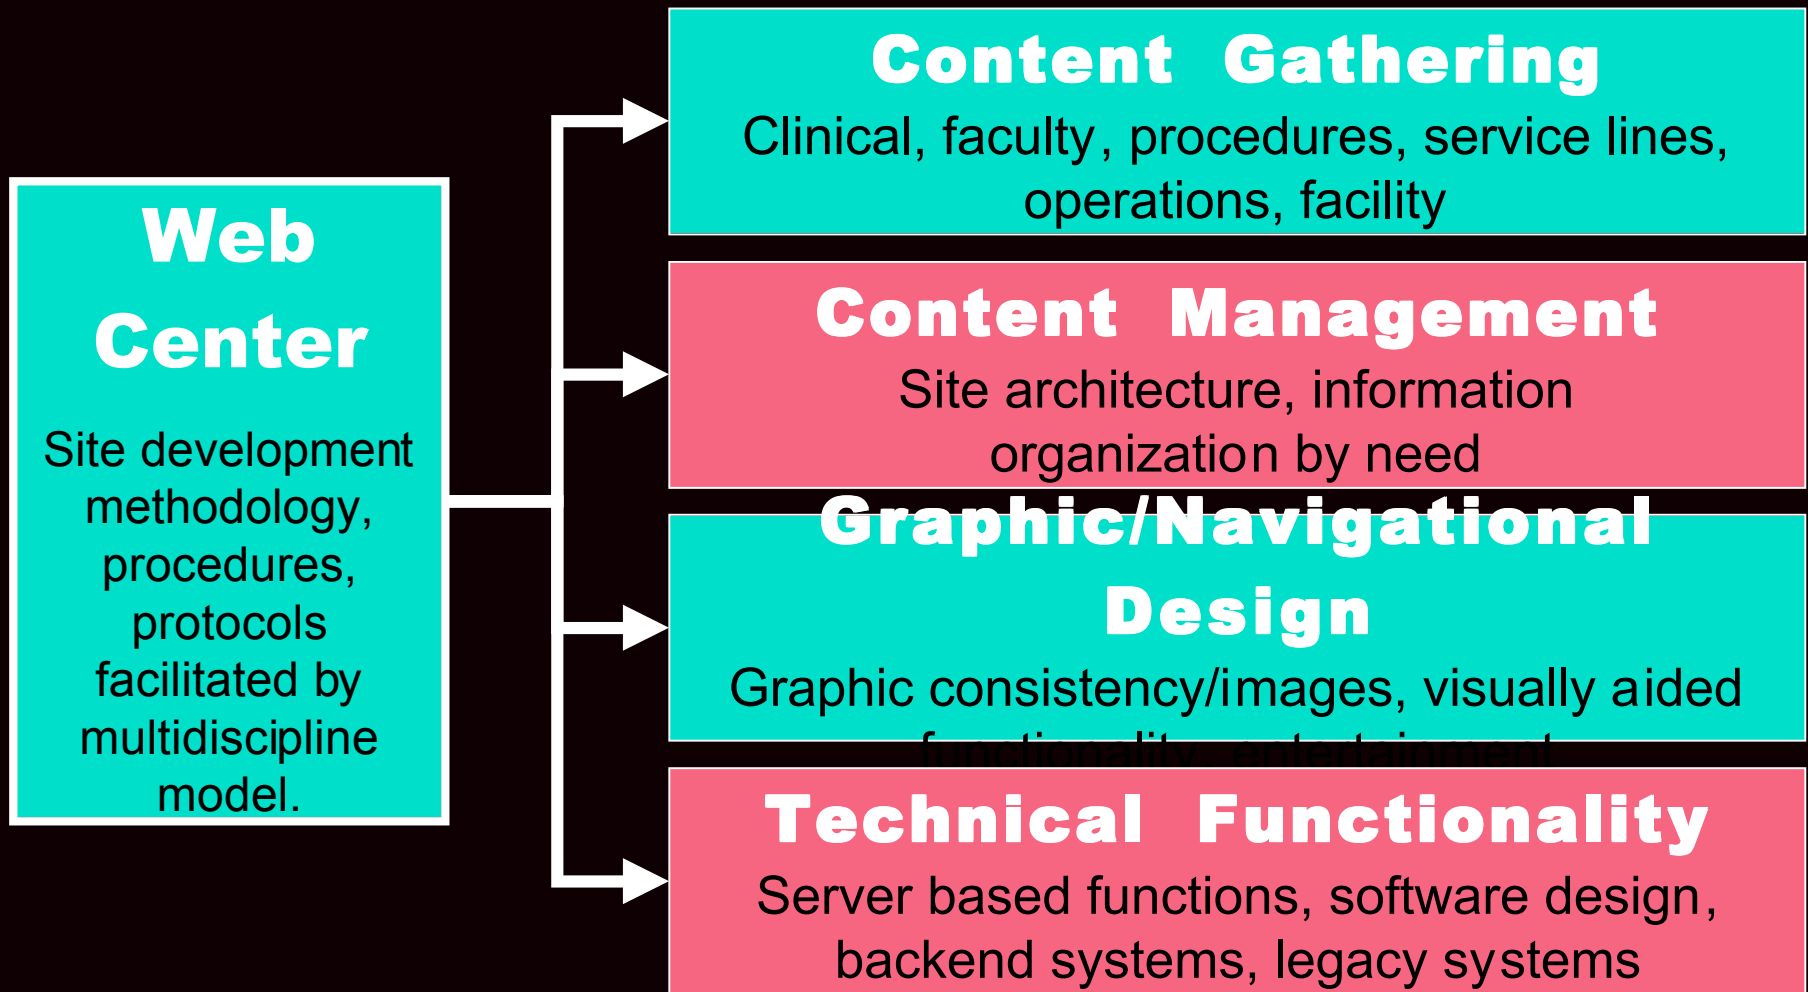 Web
Center
Site development
methodology,
procedures,
protocols
facilitated by
multidiscipline
model.
Content Gathering
Clinical, faculty, procedures, service lines,
operations, facility
Content Management
Site architecture, information
organization by need
Graphic/Navigational
Design
Graphic consistency/images, visually aided
functionality, entertainment
Technical Functionality
Server based functions, software design,
backend systems, legacy systems